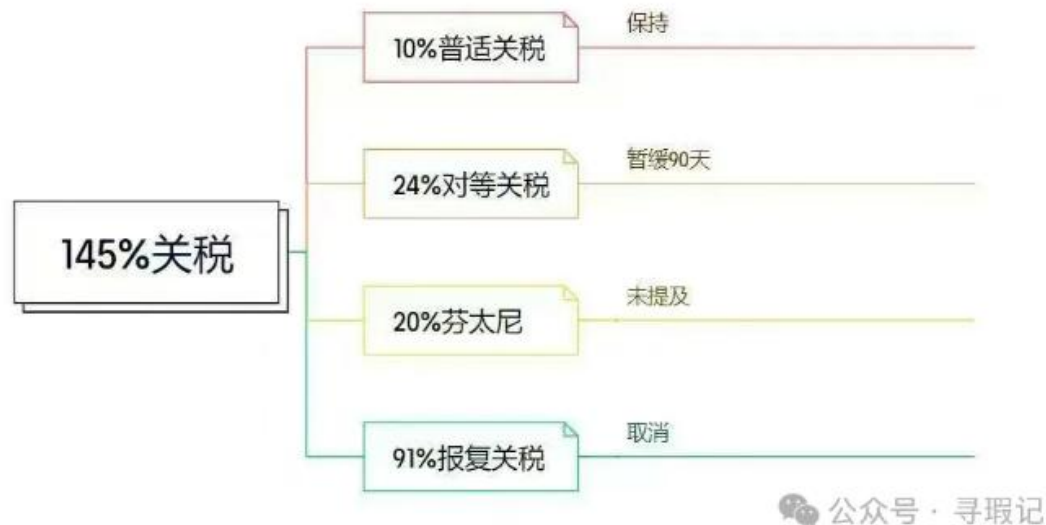 保持
10%普适关税
暂缓90天
24%对等关税
145%关税
未提及
20%芬太尼
取消
91%报复关税
公众号 · 寻瑕记